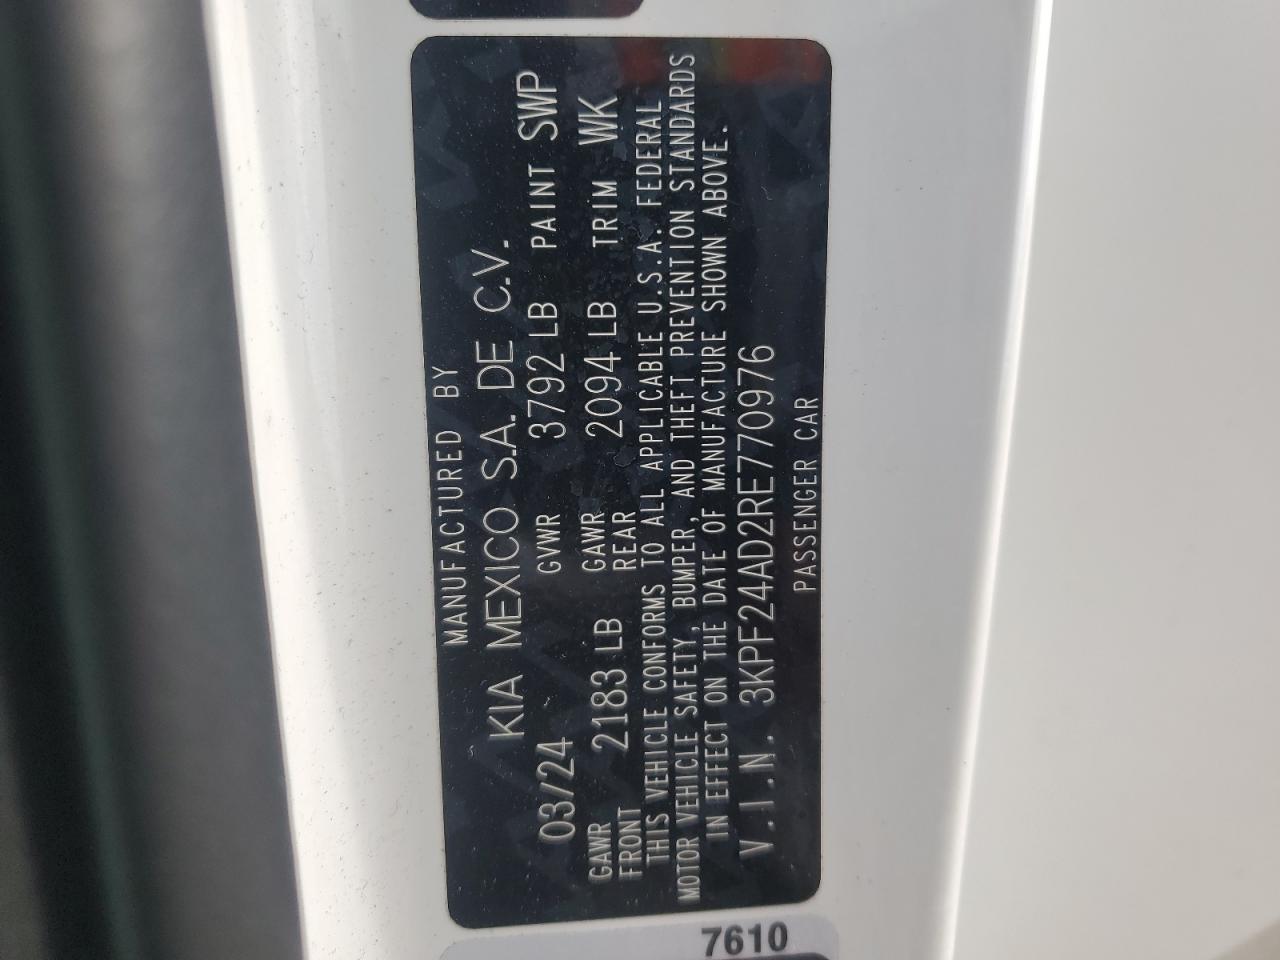 MANUFACTURED BY
KIA MEXICO S.A. DE C.V.
03/24 GVWR 3792 LB PAINT SWP
GAWR FRONT 2183 LB GAWR REAR 2094 LB TRIM WK
THIS VEHICLE CONFORMS TO ALL APPLICABLE U.S.A. FEDERAL
MOTOR VEHICLE SAFETY, BUMPER, AND THEFT PREVENTION STANDARDS
IN EFFECT ON THE DATE OF MANUFACTURE SHOWN ABOVE.
V.I.N. 3KPF24AD2RE770976
PASSENGER CAR
7610